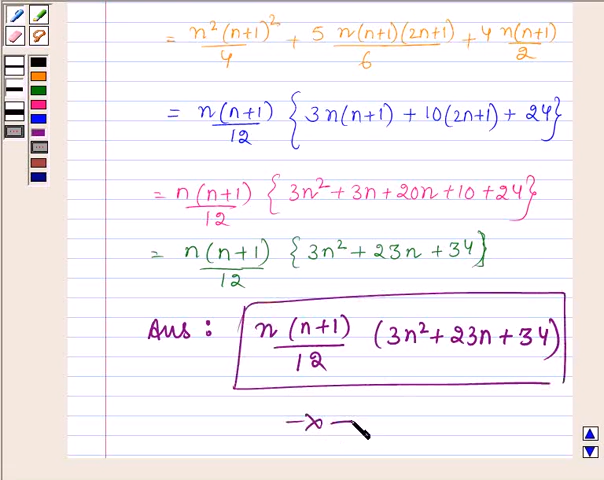 = n²(n+1)²/4 + 5 n(n+1)(2n+1)/6 + 4 n(n+1)/2
= n(n+1)/12 {3n(n+1) + 10(2n+1) + 24}
= n(n+1)/12 {3n² + 3n + 20n + 10 + 24}
= n(n+1)/12 {3n² + 23n + 34}
Ans : n(n+1)/12 (3n² + 23n + 34)
—x—